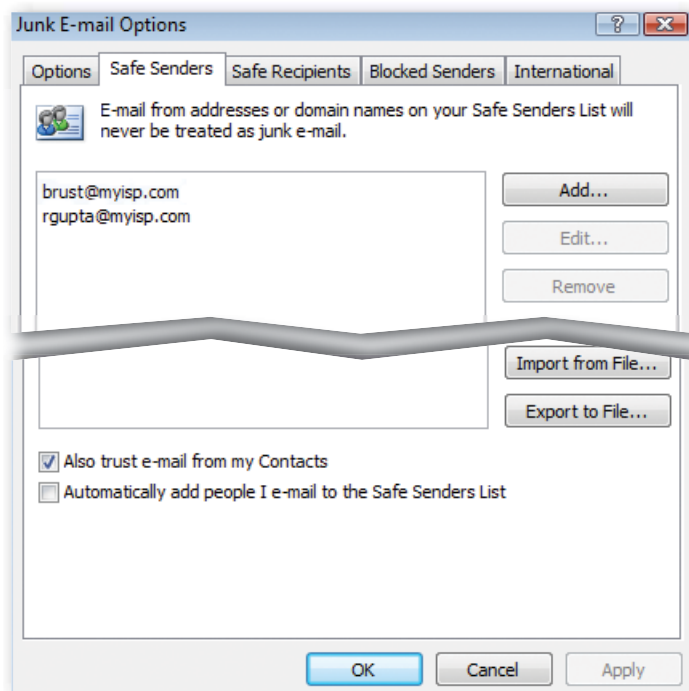 Junk E-mail Options
Options Safe Senders Safe Recipients Blocked Senders International
E-mail from addresses or domain names on your Safe Senders List will
never be treated as junk e-mail.
brust@myisp.com
rgupta@myisp.com
Add...
Edit...
Remove
Import from File...
Export to File...
Also trust e-mail from my Contacts
Automatically add people I e-mail to the Safe Senders List
OK Cancel Apply